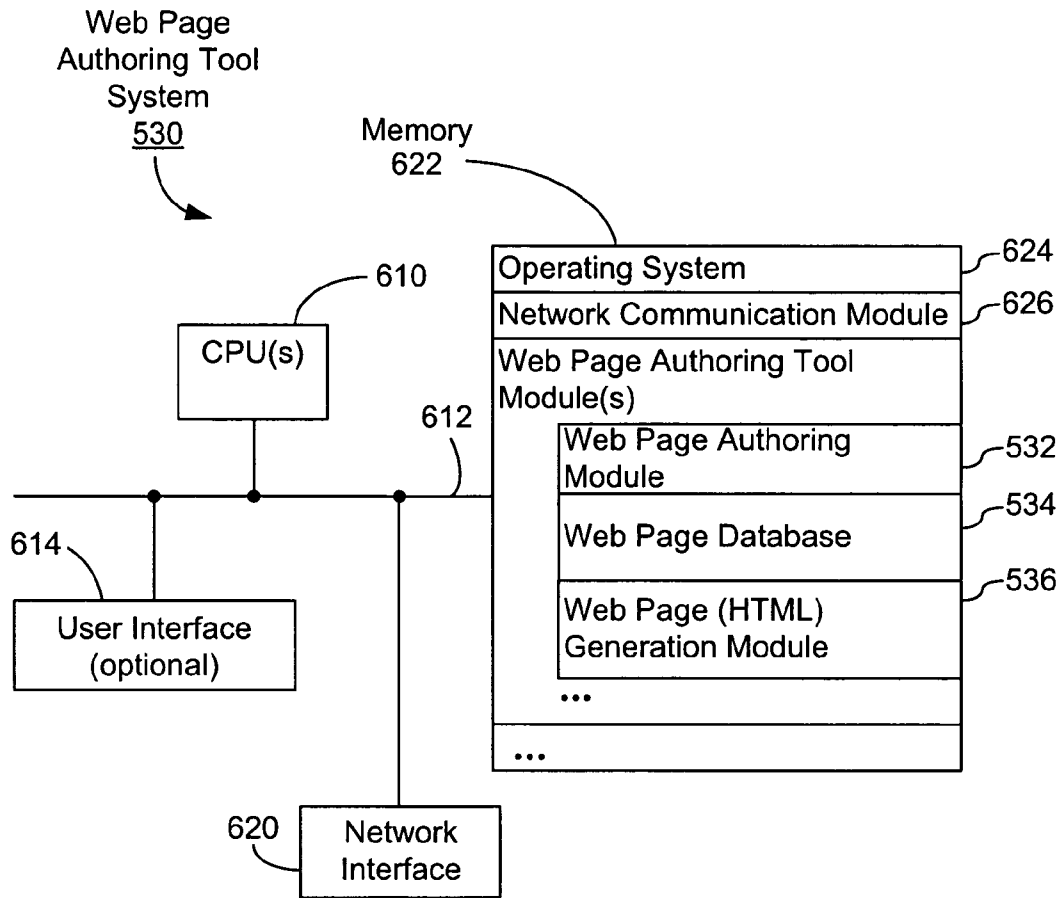 Web Page
Authoring Tool
System
530
Memory
622
Operating System
624
Network Communication Module
626
610
CPU(s)
Web Page Authoring Tool
Module(s)
612
Web Page Authoring
Module
532
Web Page Database
534
614
User Interface
(optional)
Web Page (HTML)
Generation Module
536
...
...
620
Network
Interface